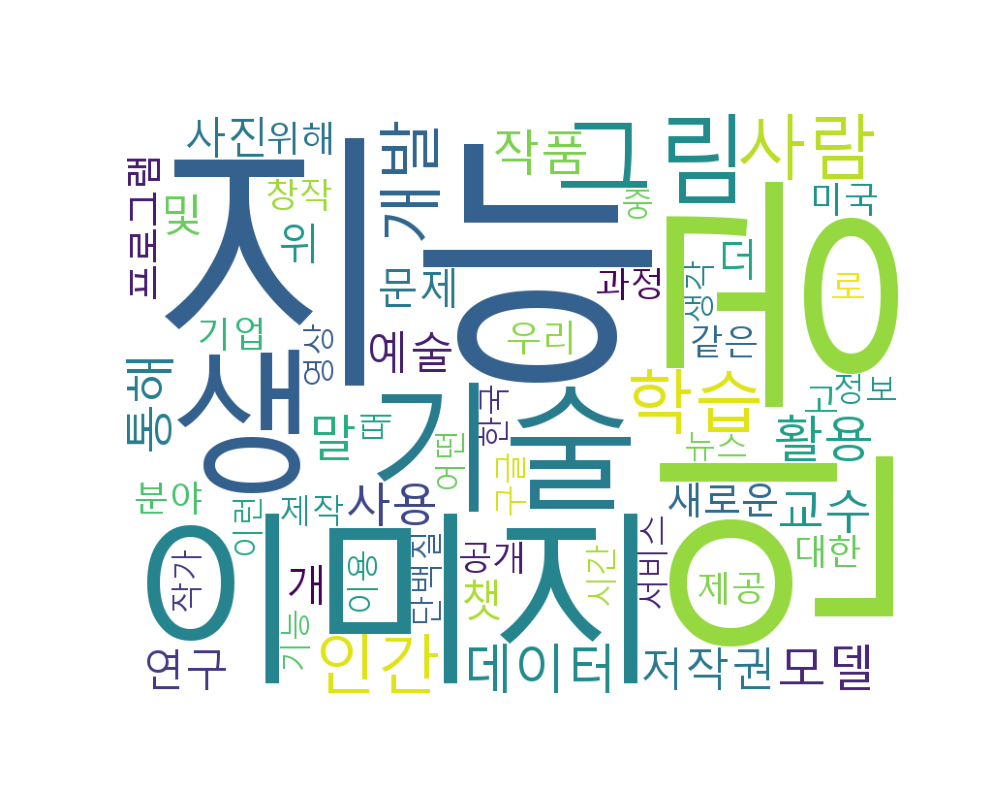 사진
위해
개발
작품
그림
사람
프로그램
및
창작
지능
중
미국
위
문제
과정
생각
더
인공
로
기업
영상
예술
우리
같은
통해
생
말
때
기술
한국
학습
고
정보
활용
어떤
구글
뉴스
분야
이런
제작
사용
새로운
교수
작가
이미지
이용
단백질
공개
시간
서비스
제공
대한
개
챗
기능
연구
인간
데이터
저작권
모델